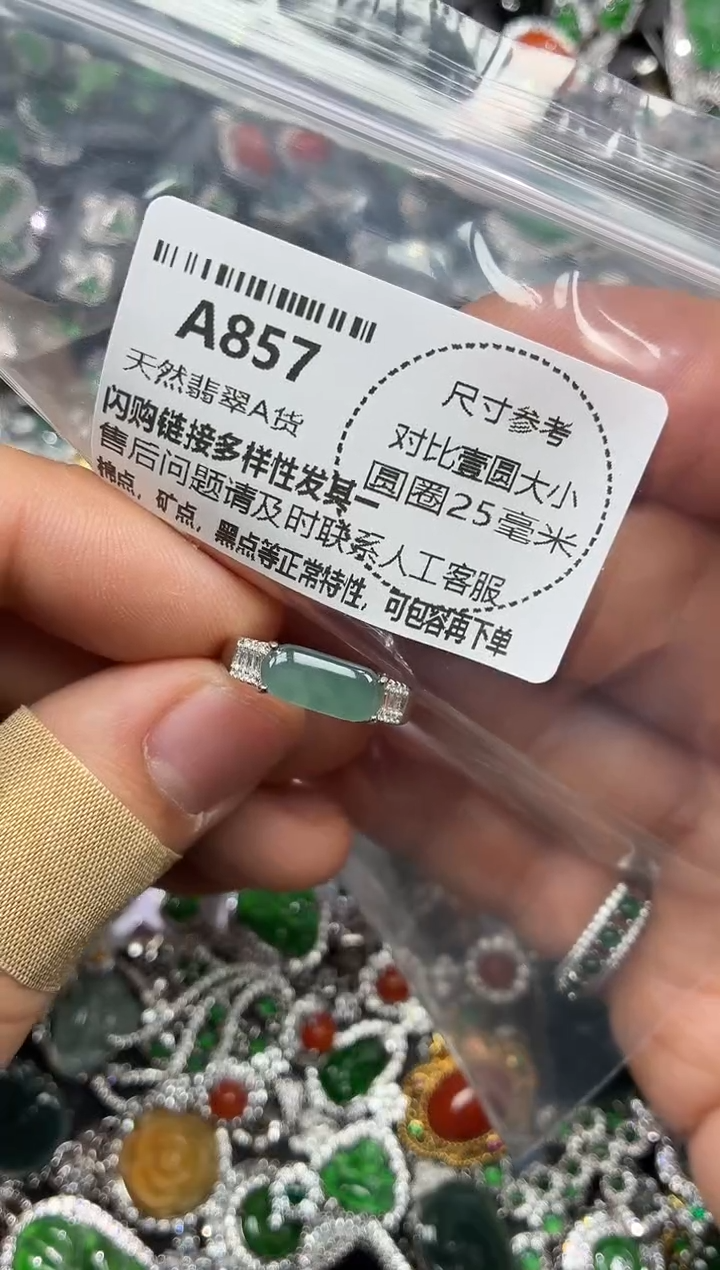 A857
天然翡翠A货
闪购链接多样性发其一
售后问题请及时联系人工客服
棉点，矿点，黑点等正常特性，可包容再下单
尺寸参考
对比壹圆大小
圆圈25毫米